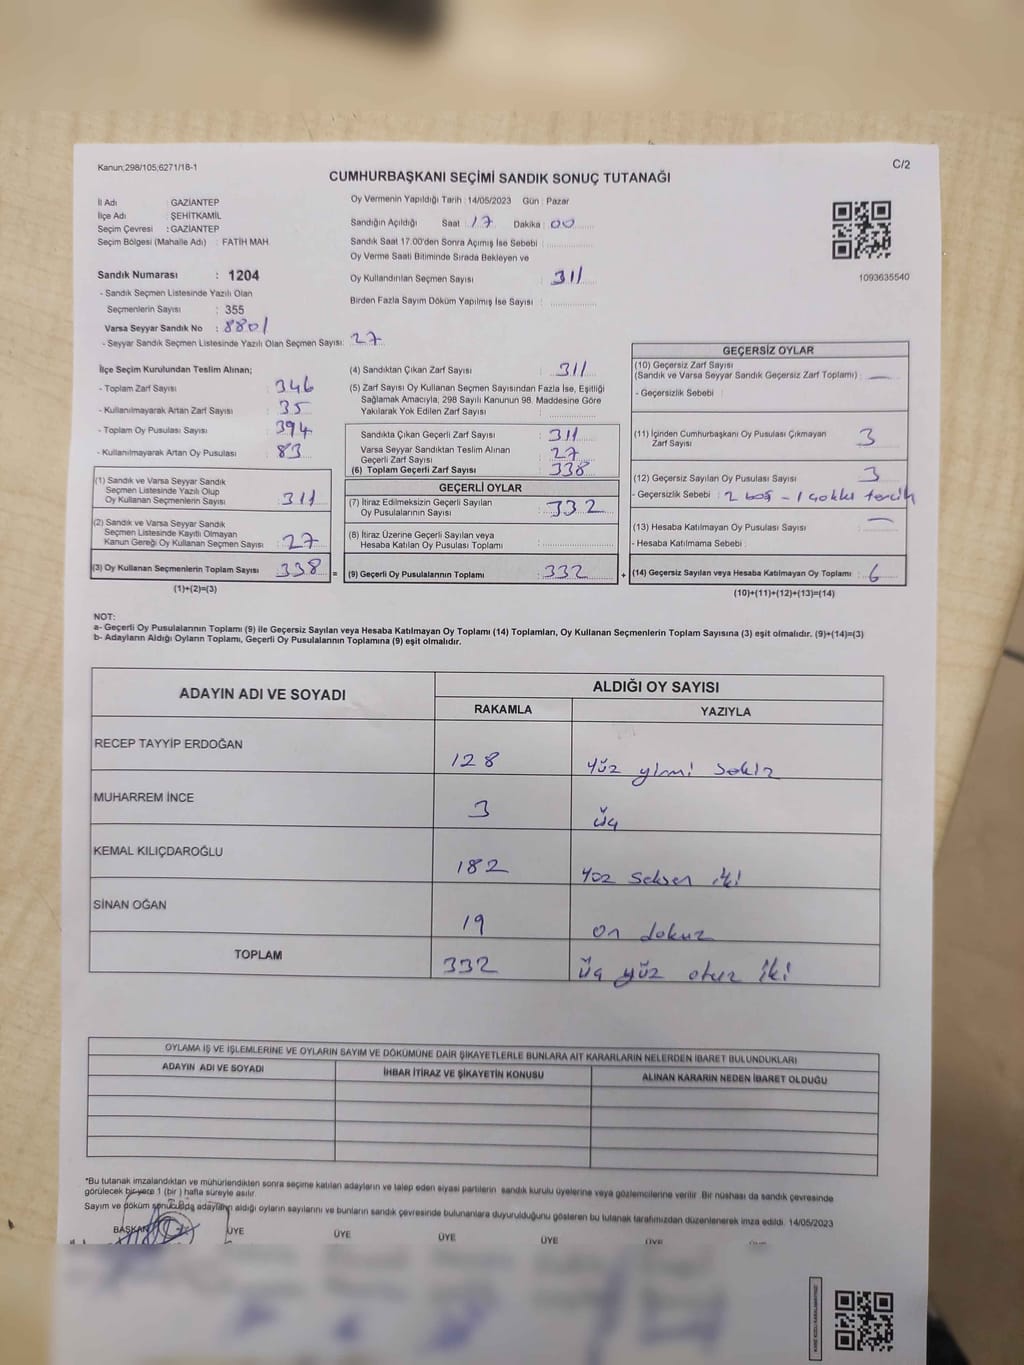 Kanun;298/105;6271/18-1
C/2
CUMHURBAŞKANI SEÇİMİ SANDIK SONUÇ TUTANAĞI
İl Adı : GAZİANTEP
İlçe Adı : ŞEHİTKAMİL
Seçim Çevresi : GAZİANTEP
Seçim Bölgesi (Mahalle Adı) : FATİH MAH.
Oy Vermenin Yapıldığı Tarih : 14/05/2023 Gün : Pazar
Sandığın Açıldığı Saat : 17 Dakika : 00
Sandık Saat 17.00'den Sonra Açımış İse Sebebi :
Oy Verme Saati Bitiminde Sırada Bekleyen ve
Oy Kullandırılan Seçmen Sayısı : 311
Birden Fazla Sayım Döküm Yapılmış İse Sayısı :
1093635540
Sandık Numarası : 1204
- Sandık Seçmen Listesinde Yazılı Olan
Seçmenlerin Sayısı : 355
Varsa Seyyar Sandık No : 8801
- Seyyar Sandık Seçmen Listesinde Yazılı Olan Seçmen Sayısı: 27
İlçe Seçim Kurulundan Teslim Alınan;
- Toplam Zarf Sayısı : 346
- Kullanılmayarak Artan Zarf Sayısı : 35
- Toplam Oy Pusulası Sayısı : 394
- Kullanılmayarak Artan Oy Pusulası : 83
(1) Sandık ve Varsa Seyyar Sandık
Seçmen Listesinde Yazılı Olup
Oy Kullanan Seçmenlerin Sayısı : 311
(2) Sandık ve Varsa Seyyar Sandık
Seçmen Listesinde Kayıtlı Olmayan
Kanun Gereği Oy Kullanan Seçmen Sayısı : 27
(3) Oy Kullanan Seçmenlerin Toplam Sayısı : 338
(1)+(2)=(3)
(4) Sandıktan Çıkan Zarf Sayısı : 311
(5) Zarf Sayısı Oy Kullanan Seçmen Sayısından Fazla İse, Eşitliği
Sağlamak Amacıyla, 298 Sayılı Kanunun 98. Maddesine Göre
Yakılarak Yok Edilen Zarf Sayısı :
Sandıkta Çıkan Geçerli Zarf Sayısı : 311
Varsa Seyyar Sandıktan Teslim Alınan
Geçerli Zarf Sayısı : 27
(6) Toplam Geçerli Zarf Sayısı : 338
GEÇERLİ OYLAR
(7) İtiraz Edilmeksizin Geçerli Sayılan
Oy Pusulalarının Sayısı : 332
(8) İtiraz Üzerine Geçerli Sayılan veya
Hesaba Katılan Oy Pusulası Toplamı :
= (9) Geçerli Oy Pusulalarının Toplamı : 332
GEÇERSİZ OYLAR
(10) Geçersiz Zarf Sayısı
(Sandık ve Varsa Seyyar Sandık Geçersiz Zarf Toplamı) : —
- Geçersizlik Sebebi :
(11) İçinden Cumhurbaşkanı Oy Pusulası Çıkmayan
Zarf Sayısı : 3
(12) Geçersiz Sayılan Oy Pusulası Sayısı : 3
- Geçersizlik Sebebi : 2 boş - 1 çoklu tercih
(13) Hesaba Katılmayan Oy Pusulası Sayısı : —
- Hesaba Katılmama Sebebi :
+ (14) Geçersiz Sayılan veya Hesaba Katılmayan Oy Toplamı : 6
(10)+(11)+(12)+(13)=(14)
NOT:
a- Geçerli Oy Pusulalarının Toplamı (9) ile Geçersiz Sayılan veya Hesaba Katılmayan Oy Toplamı (14) Toplamları, Oy Kullanan Seçmenlerin Toplam Sayısına (3) eşit olmalıdır. (9)+(14)=(3)
b- Adayların Aldığı Oyların Toplamı, Geçerli Oy Pusulalarının Toplamına (9) eşit olmalıdır.
ADAYIN ADI VE SOYADI
ALDIĞI OY SAYISI
RAKAMLA YAZIYLA
RECEP TAYYİP ERDOĞAN 128 Yüz yirmi sekiz
MUHARREM İNCE 3 üç
KEMAL KILIÇDAROĞLU 182 Yüz seksen iki
SİNAN OĞAN 19 on dokuz
TOPLAM 332 üç yüz otuz iki
OYLAMA İŞ VE İŞLEMLERİNE VE OYLARIN SAYIM VE DÖKÜMÜNE DAİR ŞİKAYETLERLE BUNLARA AİT KARARLARIN NELERDEN İBARET BULUNDUKLARI
ADAYIN ADI VE SOYADI İHBAR İTİRAZ VE ŞİKAYETİN KONUSU ALINAN KARARIN NEDEN İBARET OLDUĞU
*Bu tutanak imzalandıktan ve mühürlendikten sonra seçime katılan adayların ve talep eden siyasi partilerin sandık kurulu üyelerine veya gözlemcilerine verilir. Bir nüshası da sandık çevresinde
görülecek bir yere 1 (bir) hafta süreyle asılır.
Sayım ve döküm sonucunda adayların aldığı oyların sayılarını ve bunların sandık çevresinde bulunanlara duyurulduğunu gösteren bu tutanak tarafımızdan düzenlenerek imza edildi. 14/05/2023
BAŞKAN ÜYE ÜYE ÜYE ÜYE ÜYE